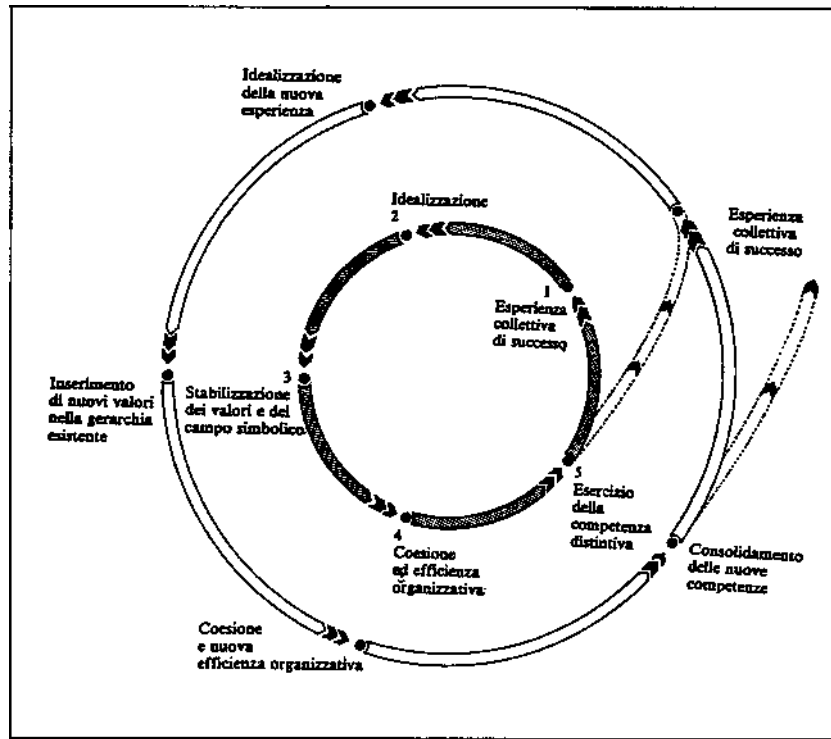 Idealizzazione
della nuova
esperienza
Idealizzazione
2
Esperienza
collettiva
di successo
1
Esperienza
collettiva
di successo
3
Stabilizzazione
dei valori e del
campo simbolico
Inserimento
di nuovi valori
nella gerarchia
esistente
4
Coesione
ed efficienza
organizzativa
5
Esercizio
della
competenza
distintiva
Consolidamento
delle nuove
competenze
Coesione
e nuova
efficienza organizzativa